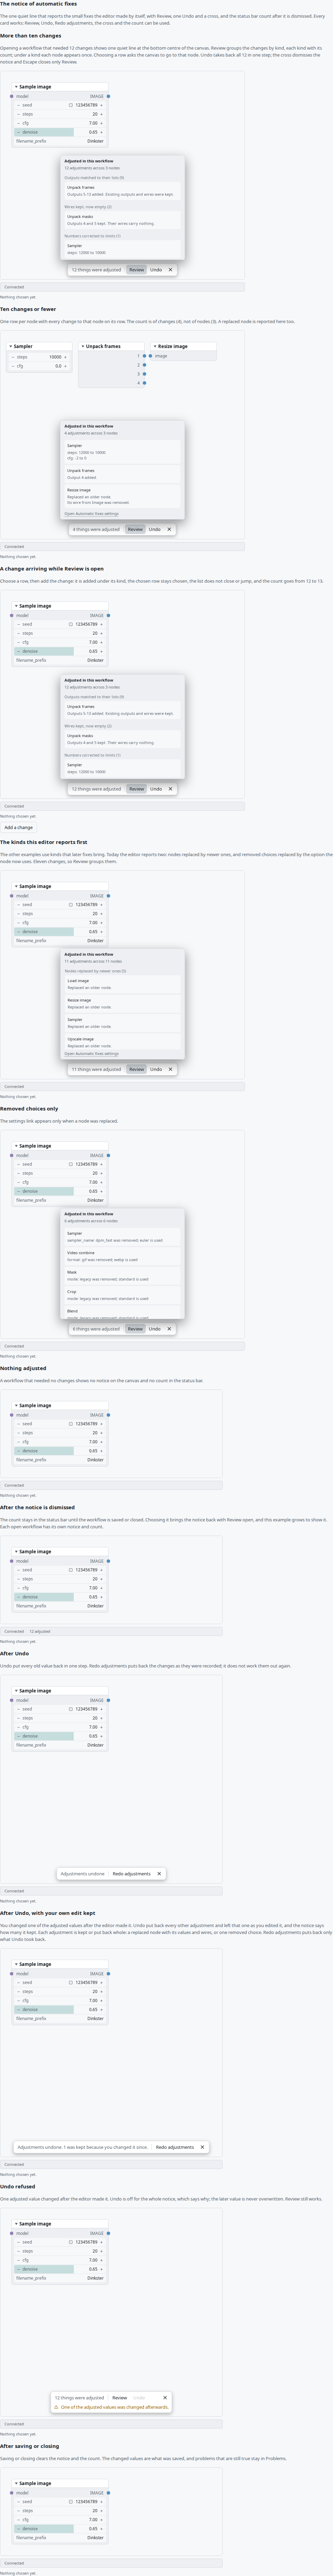 The notice of automatic fixes
The one quiet line that reports the small fixes the editor made by itself, with Review, one Undo and a cross, and the status bar count after it is dismissed. Every
card works: Review, Undo, Redo adjustments, the cross and the count can be used.
More than ten changes
Opening a workflow that needed 12 changes shows one quiet line at the bottom centre of the canvas. Review groups the changes by kind, each kind with its
count; under a kind each node appears once. Choosing a row asks the canvas to go to that node. Undo takes back all 12 in one step; the cross dismisses the
notice and Escape closes only Review.
Sample image
model IMAGE
seed 123456789
steps 20
cfg 7.00
denoise 0.65
filename_prefix Dinkster
Adjusted in this workflow
12 adjustments across 3 nodes
Outputs matched to their lists (9)
Unpack frames
Outputs 5-13 added. Existing outputs and wires were kept.
Wires kept, now empty (2)
Unpack masks
Outputs 4 and 5 kept. Their wires carry nothing.
Numbers corrected to limits (1)
Sampler
steps: 12000 to 10000
12 things were adjusted Review Undo ✕
Connected
Nothing chosen yet.
Ten changes or fewer
One row per node with every change to that node on its row. The count is of changes (4), not of nodes (3). A replaced node is reported here too.
Sampler
steps 10000
cfg 0.0
Unpack frames
1
2
3
4
Resize image
image
Adjusted in this workflow
4 adjustments across 3 nodes
Sampler
steps: 12000 to 10000
cfg: -2 to 0
Unpack frames
Output 4 added.
Resize image
Replaced an older node.
Its wire from Image was removed.
Open Automatic fixes settings
4 things were adjusted Review Undo ✕
Connected
Nothing chosen yet.
A change arriving while Review is open
Choose a row, then add the change: it is added under its kind, the chosen row stays chosen, the list does not close or jump, and the count goes from 12 to 13.
Sample image
model IMAGE
seed 123456789
steps 20
cfg 7.00
denoise 0.65
filename_prefix Dinkster
Adjusted in this workflow
12 adjustments across 3 nodes
Outputs matched to their lists (9)
Unpack frames
Outputs 5-13 added. Existing outputs and wires were kept.
Wires kept, now empty (2)
Unpack masks
Outputs 4 and 5 kept. Their wires carry nothing.
Numbers corrected to limits (1)
Sampler
steps: 12000 to 10000
12 things were adjusted Review Undo ✕
Connected
Nothing chosen yet.
Add a change
The kinds this editor reports first
The other examples use kinds that later fixes bring. Today the editor reports two: nodes replaced by newer ones, and removed choices replaced by the option the
node now uses. Eleven changes, so Review groups them.
Sample image
model IMAGE
seed 123456789
steps 20
cfg 7.00
denoise 0.65
filename_prefix Dinkster
Adjusted in this workflow
11 adjustments across 11 nodes
Load image
Replaced an older node.
Resize image
Replaced an older node.
Sampler
Replaced an older node.
Upscale image
Replaced an older node.
Open Automatic fixes settings
11 things were adjusted Review Undo ✕
Connected
Nothing chosen yet.
Removed choices only
The settings link appears only when a node was replaced.
Sample image
model IMAGE
seed 123456789
steps 20
cfg 7.00
denoise 0.65
filename_prefix Dinkster
Adjusted in this workflow
6 adjustments across 6 nodes
Sampler
sampler_name: dpm_fast was removed; euler is used
Video combine
format: gif was removed; webp is used
Mask
mode: legacy was removed; standard is used
Crop
mode: legacy was removed; standard is used
Blend
mode: legacy was removed; standard is used
6 things were adjusted Review Undo ✕
Connected
Nothing chosen yet.
Nothing adjusted
A workflow that needed no changes shows no notice on the canvas and no count in the status bar.
Sample image
model IMAGE
seed 123456789
steps 20
cfg 7.00
denoise 0.65
filename_prefix Dinkster
Connected
Nothing chosen yet.
After the notice is dismissed
The count stays in the status bar until the workflow is saved or closed. Choosing it brings the notice back with Review open, and this example grows to show it.
Each open workflow has its own notice and count.
Sample image
model IMAGE
seed 123456789
steps 20
cfg 7.00
denoise 0.65
filename_prefix Dinkster
Connected 12 adjusted
Nothing chosen yet.
After Undo
Undo put every old value back in one step. Redo adjustments puts back the changes as they were recorded; it does not work them out again.
Sample image
model IMAGE
seed 123456789
steps 20
cfg 7.00
denoise 0.65
filename_prefix Dinkster
Adjustments undone Redo adjustments ✕
Connected
Nothing chosen yet.
After Undo, with your own edit kept
You changed one of the adjusted values after the editor made it. Undo put back every other adjustment and left that one as you edited it, and the notice says
how many it kept. Each adjustment is kept or put back whole: a replaced node with its values and wires, or one removed choice. Redo adjustments puts back only
what Undo took back.
Sample image
model IMAGE
seed 123456789
steps 20
cfg 7.00
denoise 0.65
filename_prefix Dinkster
Adjustments undone. 1 was kept because you changed it since. Redo adjustments ✕
Connected
Nothing chosen yet.
Undo refused
One adjusted value changed after the editor made it. Undo is off for the whole notice, which says why; the later value is never overwritten. Review still works.
Sample image
model IMAGE
seed 123456789
steps 20
cfg 7.00
denoise 0.65
filename_prefix Dinkster
12 things were adjusted Review Undo ✕
One of the adjusted values was changed afterwards.
Connected
Nothing chosen yet.
After saving or closing
Saving or closing clears the notice and the count. The changed values are what was saved, and problems that are still true stay in Problems.
Sample image
model IMAGE
seed 123456789
steps 20
cfg 7.00
denoise 0.65
filename_prefix Dinkster
Connected
Nothing chosen yet.